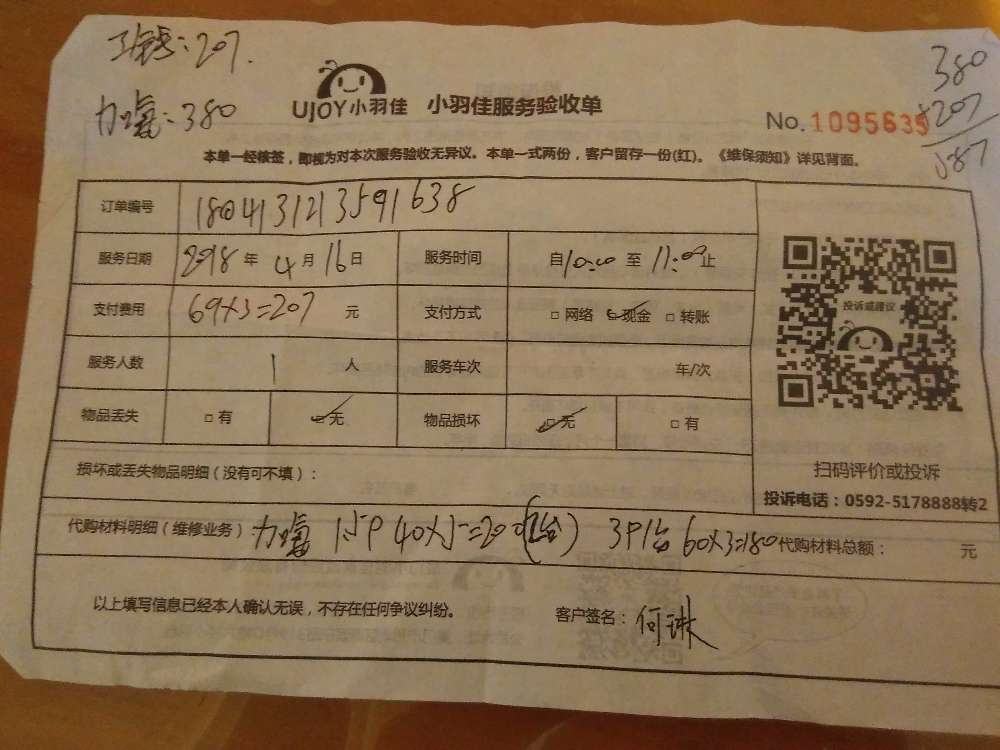 工钱:207.
加氟:380
380
+207
587
UJOY小羽佳 小羽佳服务验收单
No.1095635
本单一经核签,即视为对本次服务验收无异议。本单一式两份,客户留存一份(红)。《维保须知》详见背面。
订单编号 1804131213591638
服务日期 2018年4月16日 服务时间 自10:00至11:00止
支付费用 69×3=207 元 支付方式 □网络 □现金 □转账
服务人数 1 人 服务车次 车/次
物品丢失 □有 □无 物品损坏 □无 □有
投诉或建议
损坏或丢失物品明细(没有可不填):
扫码评价或投诉
投诉电话:0592-5178888转2
代购材料明细(维修业务) 加氟 1.5P 40×5=200 3P1台 60×3=180 代购材料总额: 元
以上填写信息已经本人确认无误,不存在任何争议纠纷。 客户签名:何琳